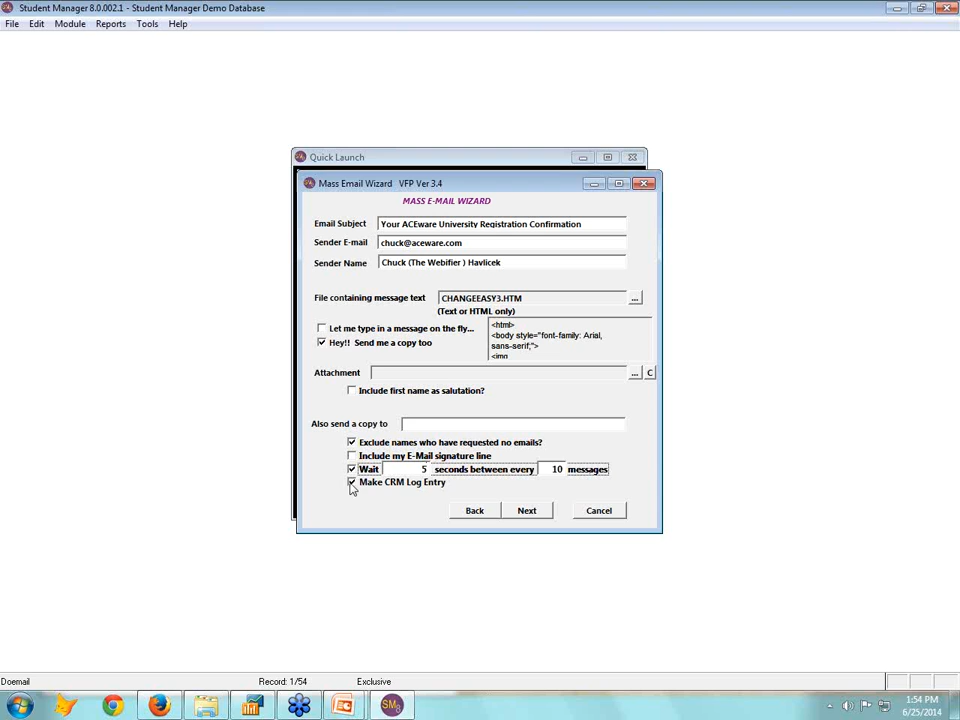 Student Manager 8.0.002.1 - Student Manager Demo Database
File Edit Module Reports Tools Help
Quick Launch
Mass Email Wizard VFP Ver 3.4
MASS E-MAIL WIZARD
Email Subject Your ACEware University Registration Confirmation
Sender E-mail chuck@aceware.com
Sender Name Chuck (The Webifier ) Havlicek
File containing message text CHANGEEASY3.HTM ...
(Text or HTML only)
Let me type in a message on the fly...
Hey!! Send me a copy too
<html>
<body style="font-family: Arial,
sans-serif;">
<img
Attachment ... C
Include first name as salutation?
Also send a copy to
Exclude names who have requested no emails?
Include my E-Mail signature line
Wait 5 seconds between every 10 messages
Make CRM Log Entry
Back Next Cancel
Doemail Record: 1/54 Exclusive
SM8
1:54 PM
6/25/2014